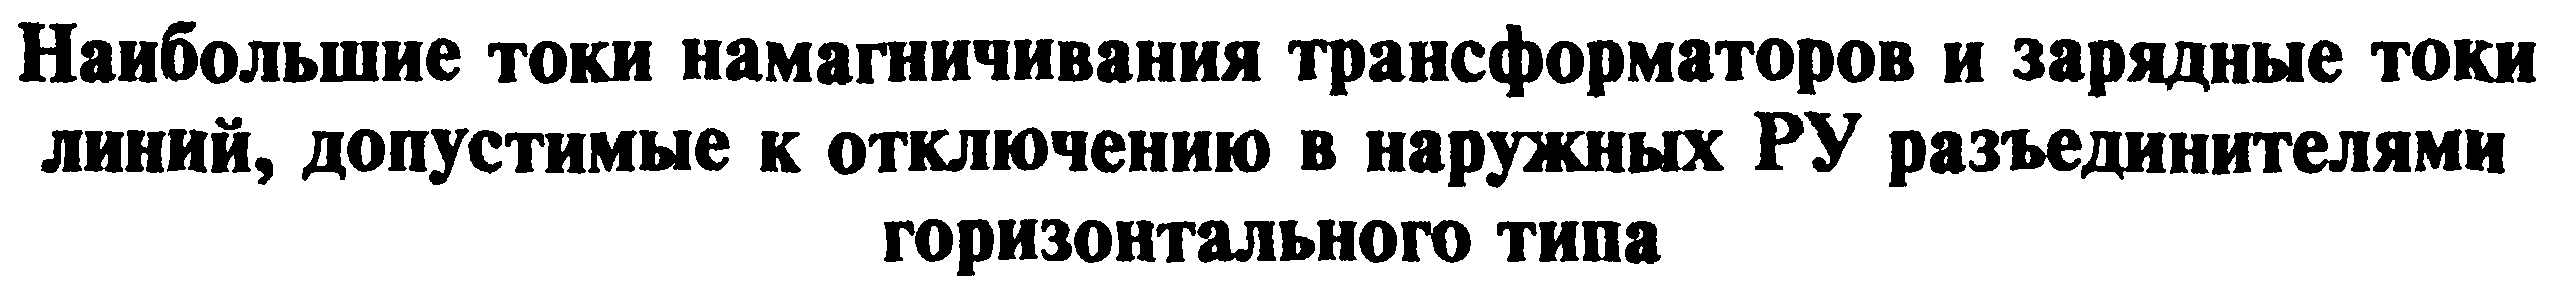 Наибольшие токи намагничивания трансформаторов и зарядные токи
линий, допустимые к отключению в наружных РУ разъединителями
горизонтального типа